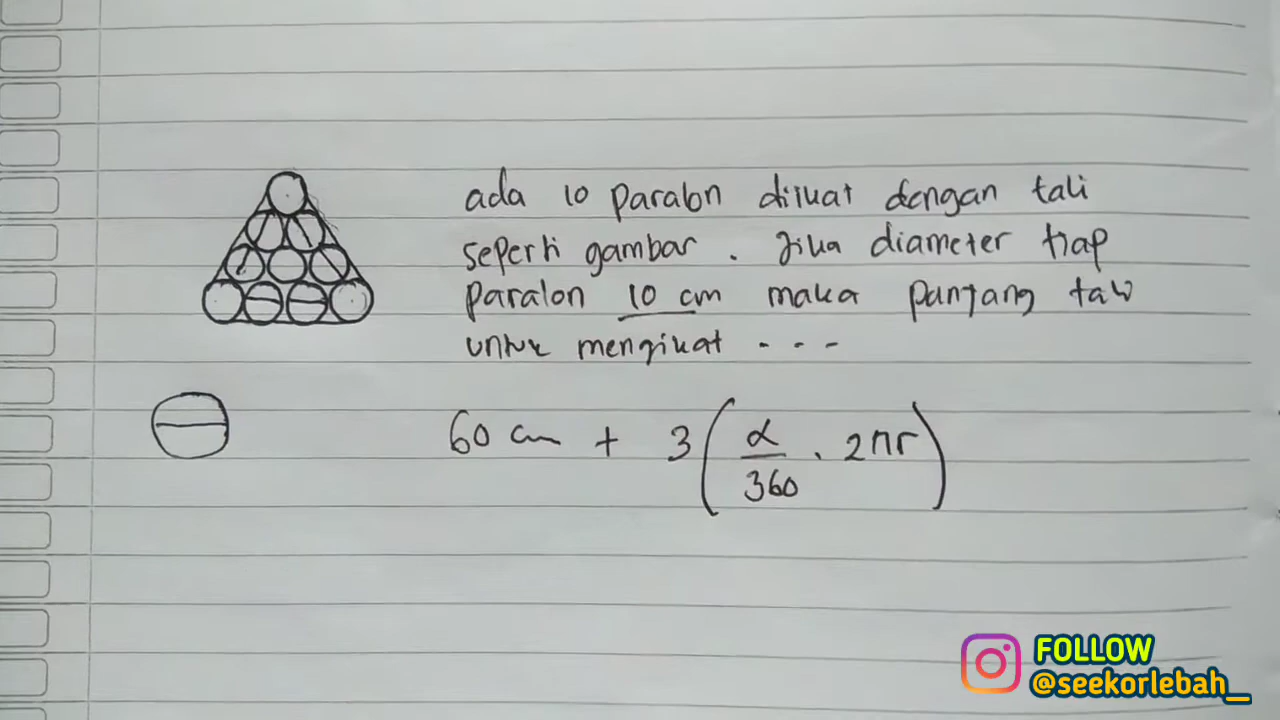 ada 10 paralon diikat dengan tali
seperti gambar. Jika diameter tiap
paralon 10 cm maka panjang tali
untuk mengikat ...
60 cm + 3 ( α/360 . 2πr )
FOLLOW
@seekorlebah_